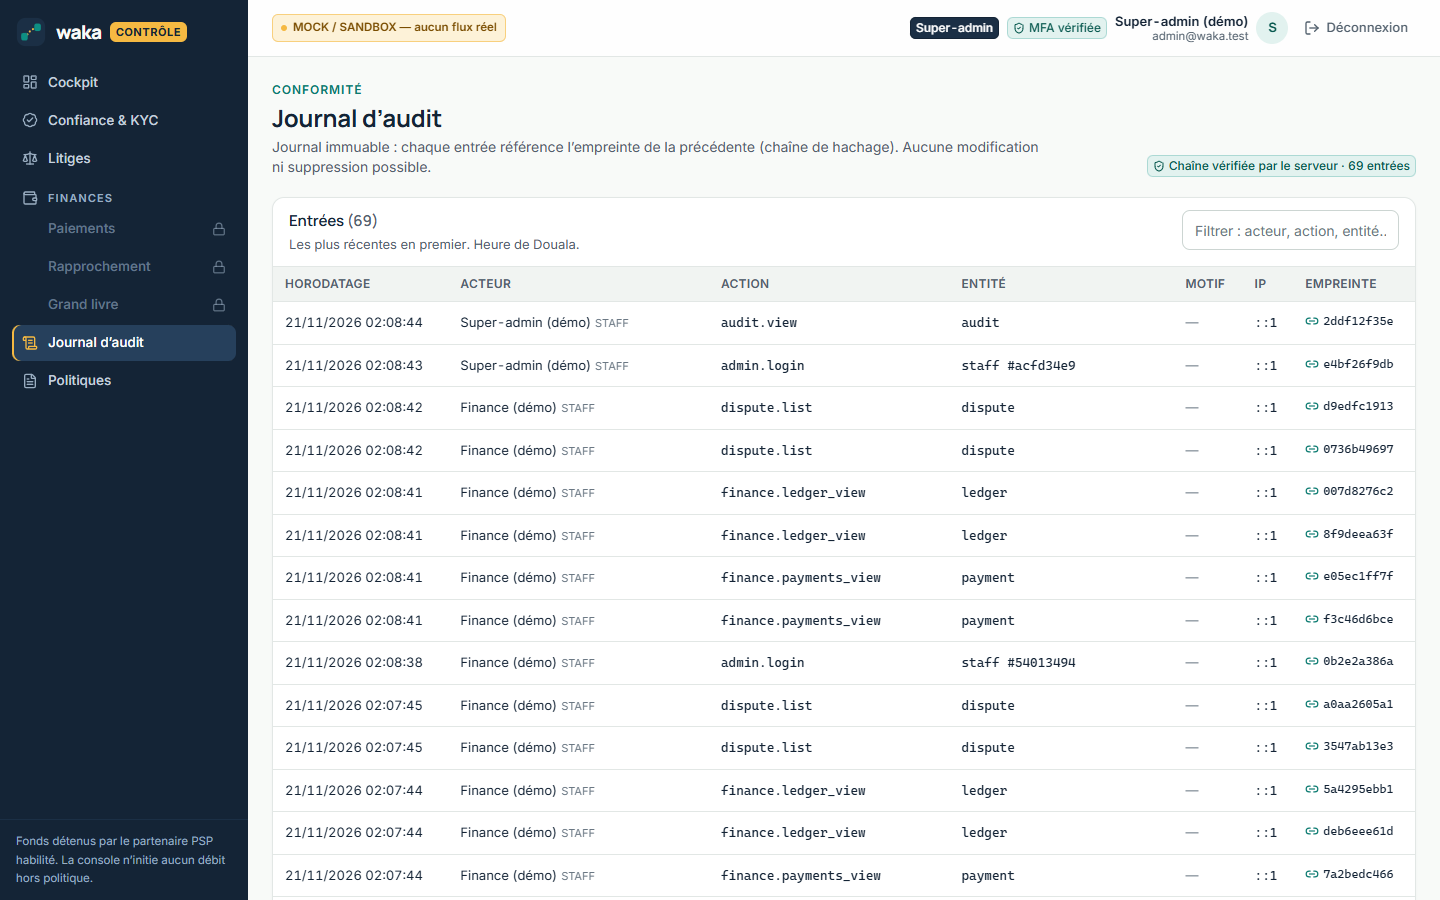 waka CONTRÔLE
Cockpit
Confiance & KYC
Litiges
FINANCES
Paiements
Rapprochement
Grand livre
Journal d’audit
Politiques
Fonds détenus par le partenaire PSP
habilité. La console n’initie aucun débit
hors politique.
MOCK / SANDBOX — aucun flux réel
Super-admin
MFA vérifiée
Super-admin (démo)
admin@waka.test
S
Déconnexion
CONFORMITÉ
Journal d’audit
Journal immuable : chaque entrée référence l’empreinte de la précédente (chaîne de hachage). Aucune modification
ni suppression possible.
Chaîne vérifiée par le serveur · 69 entrées
Entrées (69)
Les plus récentes en premier. Heure de Douala.
Filtrer : acteur, action, entité..
HORODATAGE ACTEUR ACTION ENTITÉ MOTIF IP EMPREINTE
21/11/2026 02:08:44 Super-admin (démo) STAFF audit.view audit — ::1 2ddf12f35e
21/11/2026 02:08:43 Super-admin (démo) STAFF admin.login staff #acfd34e9 — ::1 e4bf26f9db
21/11/2026 02:08:42 Finance (démo) STAFF dispute.list dispute — ::1 d9edfc1913
21/11/2026 02:08:42 Finance (démo) STAFF dispute.list dispute — ::1 0736b49697
21/11/2026 02:08:41 Finance (démo) STAFF finance.ledger_view ledger — ::1 007d8276c2
21/11/2026 02:08:41 Finance (démo) STAFF finance.ledger_view ledger — ::1 8f9deea63f
21/11/2026 02:08:41 Finance (démo) STAFF finance.payments_view payment — ::1 e05ec1ff7f
21/11/2026 02:08:41 Finance (démo) STAFF finance.payments_view payment — ::1 f3c46d6bce
21/11/2026 02:08:38 Finance (démo) STAFF admin.login staff #54013494 — ::1 0b2e2a386a
21/11/2026 02:07:45 Finance (démo) STAFF dispute.list dispute — ::1 a0aa2605a1
21/11/2026 02:07:45 Finance (démo) STAFF dispute.list dispute — ::1 3547ab13e3
21/11/2026 02:07:44 Finance (démo) STAFF finance.ledger_view ledger — ::1 5a4295ebb1
21/11/2026 02:07:44 Finance (démo) STAFF finance.ledger_view ledger — ::1 deb6eee61d
21/11/2026 02:07:44 Finance (démo) STAFF finance.payments_view payment — ::1 7a2bedc466